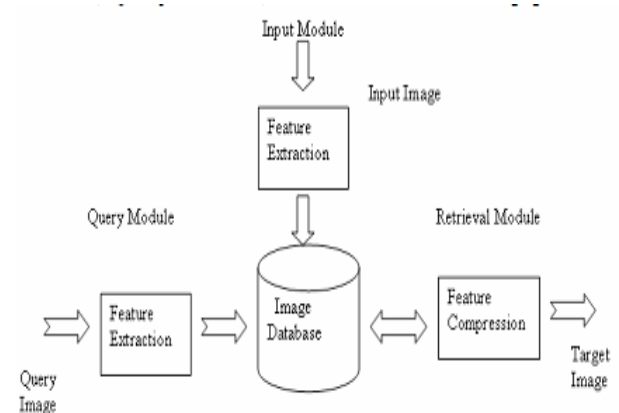 Input Module
Input Image
Feature
Extraction
Query Module
Retrieval Module
Feature
Extraction
Image
Database
Feature
Compression
Query
Image
Target
Image